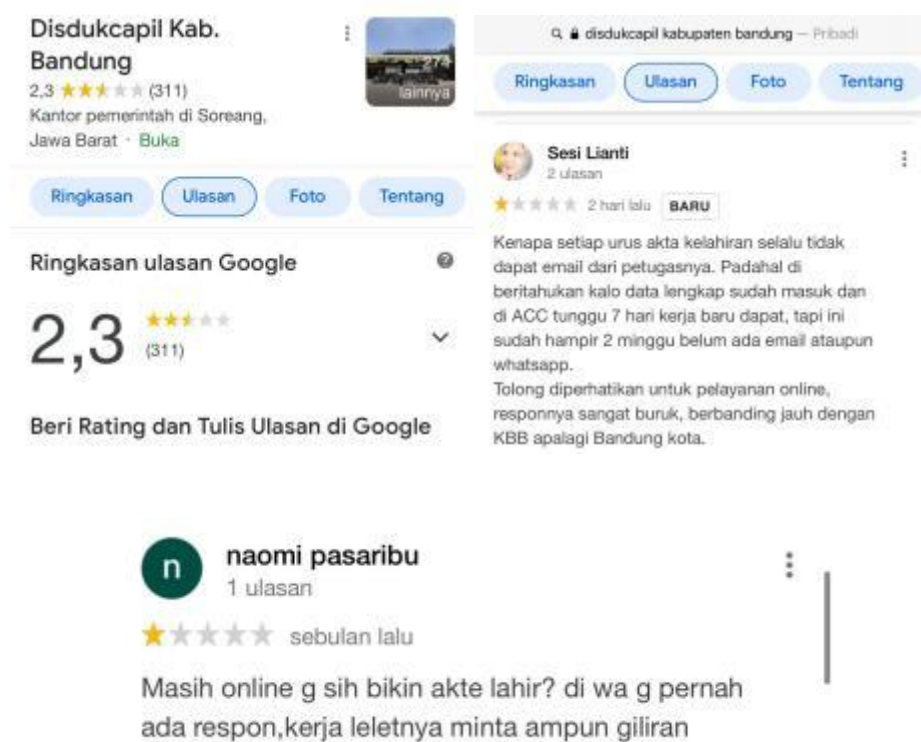 Disdukcapil Kab.
Bandung
2,3 (311)
Kantor pemerintah di Soreang,
Jawa Barat · Buka
lainnya
Ringkasan
Ulasan
Foto
Tentang
Ringkasan ulasan Google
2,3
(311)
Beri Rating dan Tulis Ulasan di Google
disdukcapil kabupaten bandung — Pribadi
Ringkasan
Ulasan
Foto
Tentang
Sesi Lianti
2 ulasan
2 hari lalu BARU
Kenapa setiap urus akta kelahiran selalu tidak
dapat email dari petugasnya. Padahal di
beritahukan kalo data lengkap sudah masuk dan
di ACC tunggu 7 hari kerja baru dapat, tapi ini
sudah hampir 2 minggu belum ada email ataupun
whatsapp.
Tolong diperhatikan untuk pelayanan online,
responnya sangat buruk, berbanding jauh dengan
KBB apalagi Bandung kota.
n
naomi pasaribu
1 ulasan
sebulan lalu
Masih online g sih bikin akte lahir? di wa g pernah
ada respon,kerja leletnya minta ampun giliran